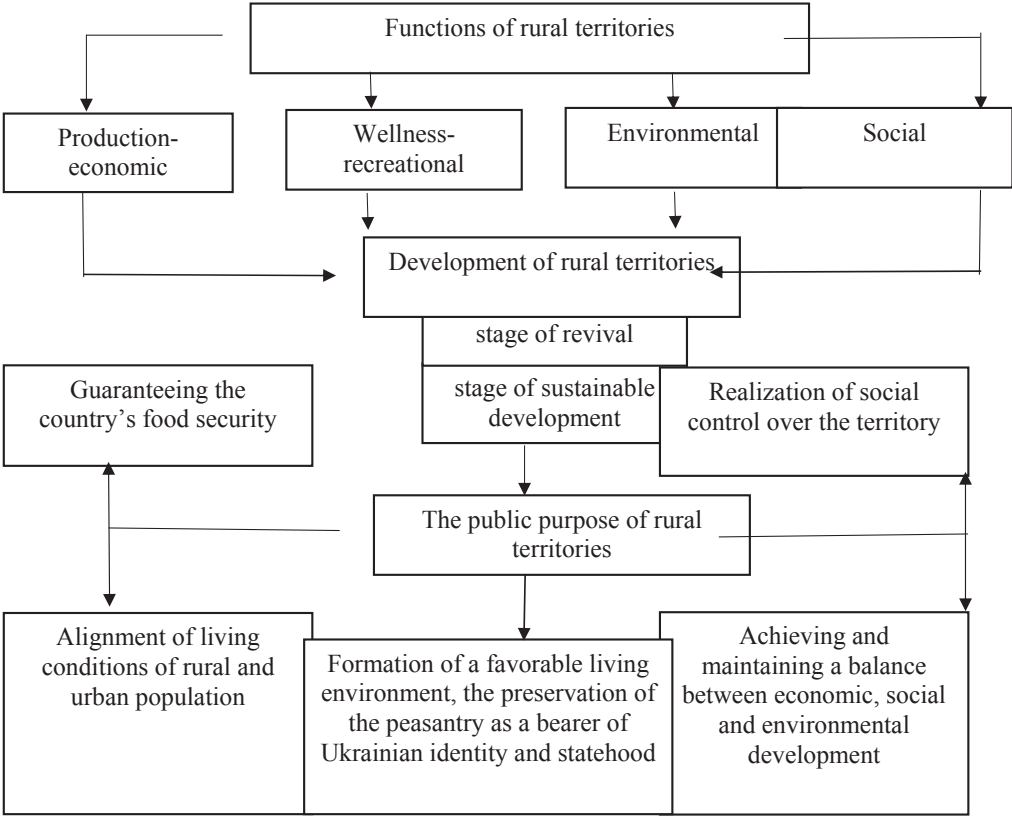 Functions of rural territories
Production-
economic
Wellness-
recreational
Environmental
Social
Development of rural territories
stage of revival
stage of sustainable
development
Guaranteeing the
country’s food security
Realization of social
control over the territory
The public purpose of rural
territories
Alignment of living
conditions of rural and
urban population
Formation of a favorable living
environment, the preservation of
the peasantry as a bearer of
Ukrainian identity and statehood
Achieving and
maintaining a balance
between economic, social
and environmental
development